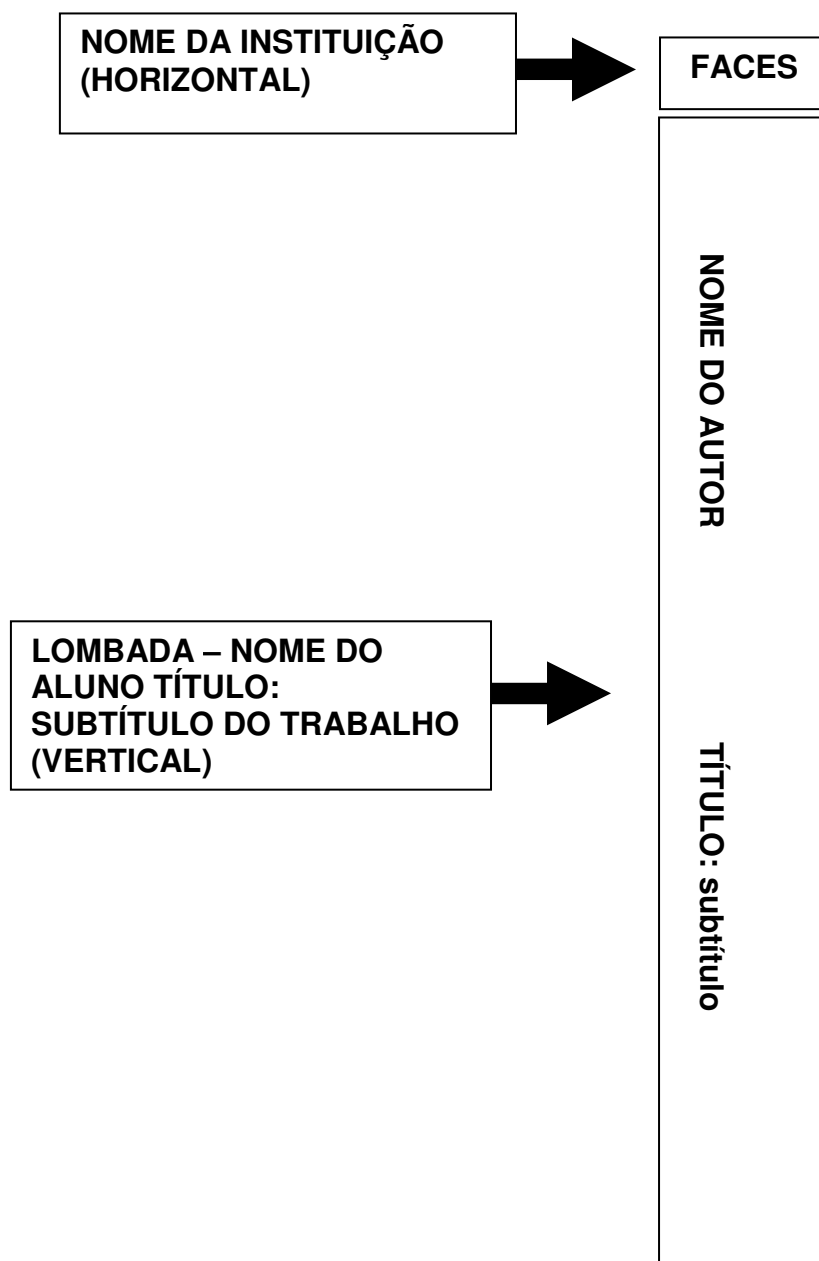 NOME DA INSTITUIÇÃO
(HORIZONTAL)
FACES
NOME DO AUTOR
LOMBADA – NOME DO
ALUNO TÍTULO:
SUBTÍTULO DO TRABALHO
(VERTICAL)
TÍTULO: subtítulo